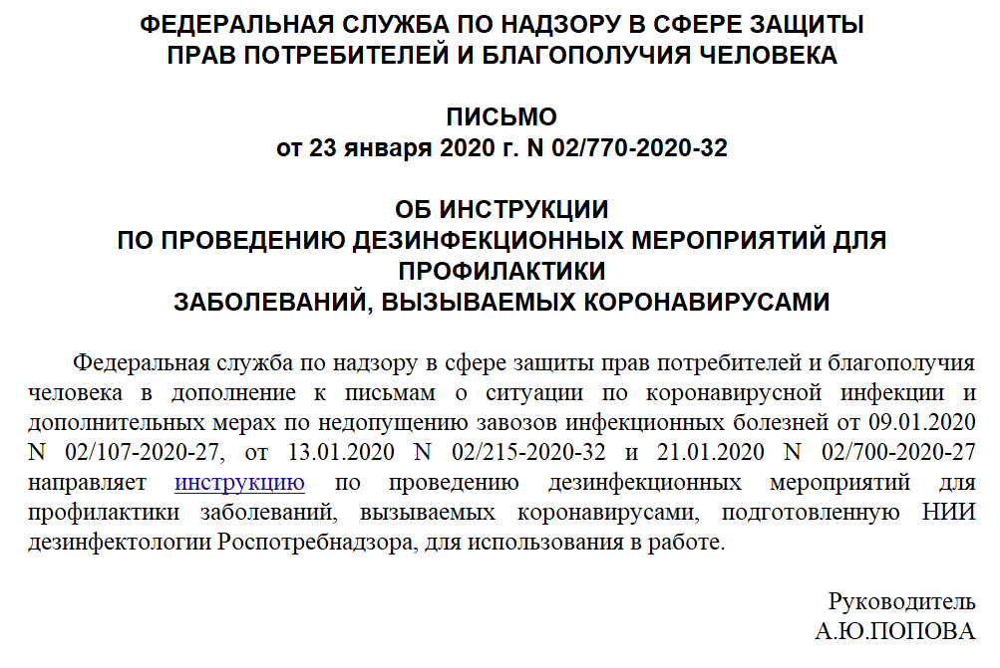 ФЕДЕРАЛЬНАЯ СЛУЖБА ПО НАДЗОРУ В СФЕРЕ ЗАЩИТЫ
ПРАВ ПОТРЕБИТЕЛЕЙ И БЛАГОПОЛУЧИЯ ЧЕЛОВЕКА
ПИСЬМО
от 23 января 2020 г. N 02/770-2020-32
ОБ ИНСТРУКЦИИ
ПО ПРОВЕДЕНИЮ ДЕЗИНФЕКЦИОННЫХ МЕРОПРИЯТИЙ ДЛЯ
ПРОФИЛАКТИКИ
ЗАБОЛЕВАНИЙ, ВЫЗЫВАЕМЫХ КОРОНАВИРУСАМИ
Федеральная служба по надзору в сфере защиты прав потребителей и благополучия
человека в дополнение к письмам о ситуации по коронавирусной инфекции и
дополнительных мерах по недопущению завозов инфекционных болезней от 09.01.2020
N 02/107-2020-27, от 13.01.2020 N 02/215-2020-32 и 21.01.2020 N 02/700-2020-27
направляет инструкцию по проведению дезинфекционных мероприятий для
профилактики заболеваний, вызываемых коронавирусами, подготовленную НИИ
дезинфектологии Роспотребнадзора, для использования в работе.
Руководитель
А.Ю.ПОПОВА